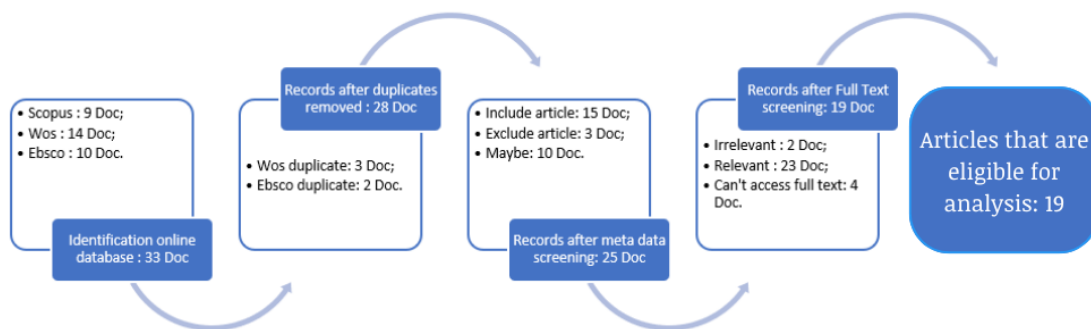 • Scopus : 9 Doc;
• Wos : 14 Doc;
• Ebsco : 10 Doc.
Identification online
database : 33 Doc
Records after duplicates
removed : 28 Doc
• Wos duplicate: 3 Doc;
• Ebsco duplicate: 2 Doc.
• Include article: 15 Doc;
• Exclude article: 3 Doc;
• Maybe: 10 Doc.
Records after meta data
screening: 25 Doc
Records after Full Text
screening: 19 Doc
• Irrelevant : 2 Doc;
• Relevant : 23 Doc;
• Can't access full text: 4
Doc.
Articles that are
eligible for
analysis: 19